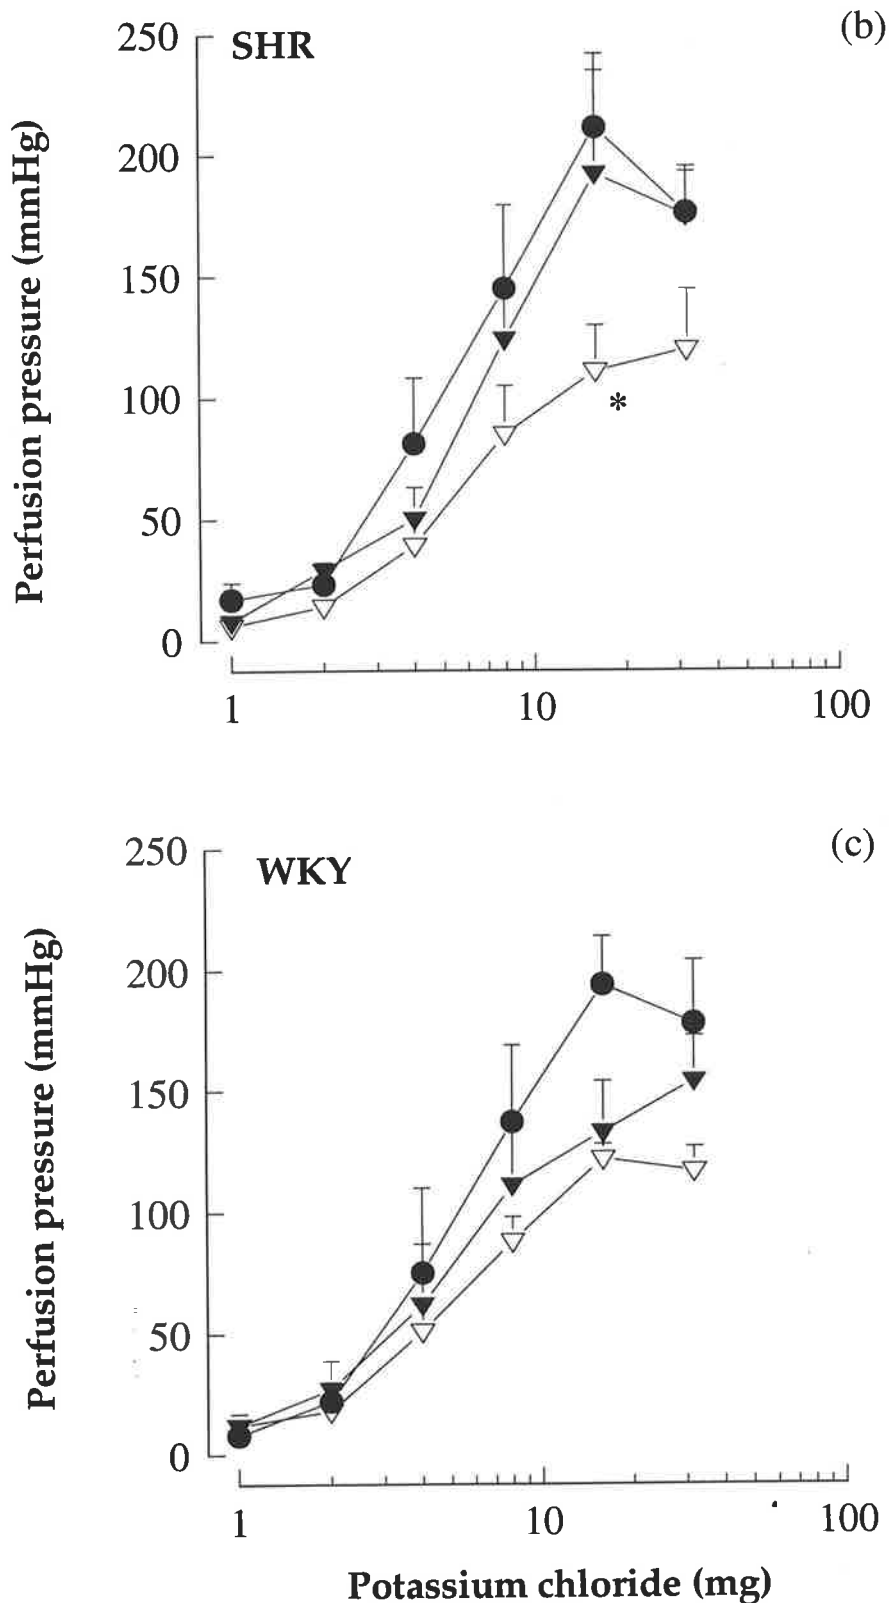 (b)
SHR
250
200
150
100
50
0
1 10 100
Perfusion pressure (mmHg)
*
(c)
WKY
250
200
150
100
50
0
1 10 100
Perfusion pressure (mmHg)
Potassium chloride (mg)